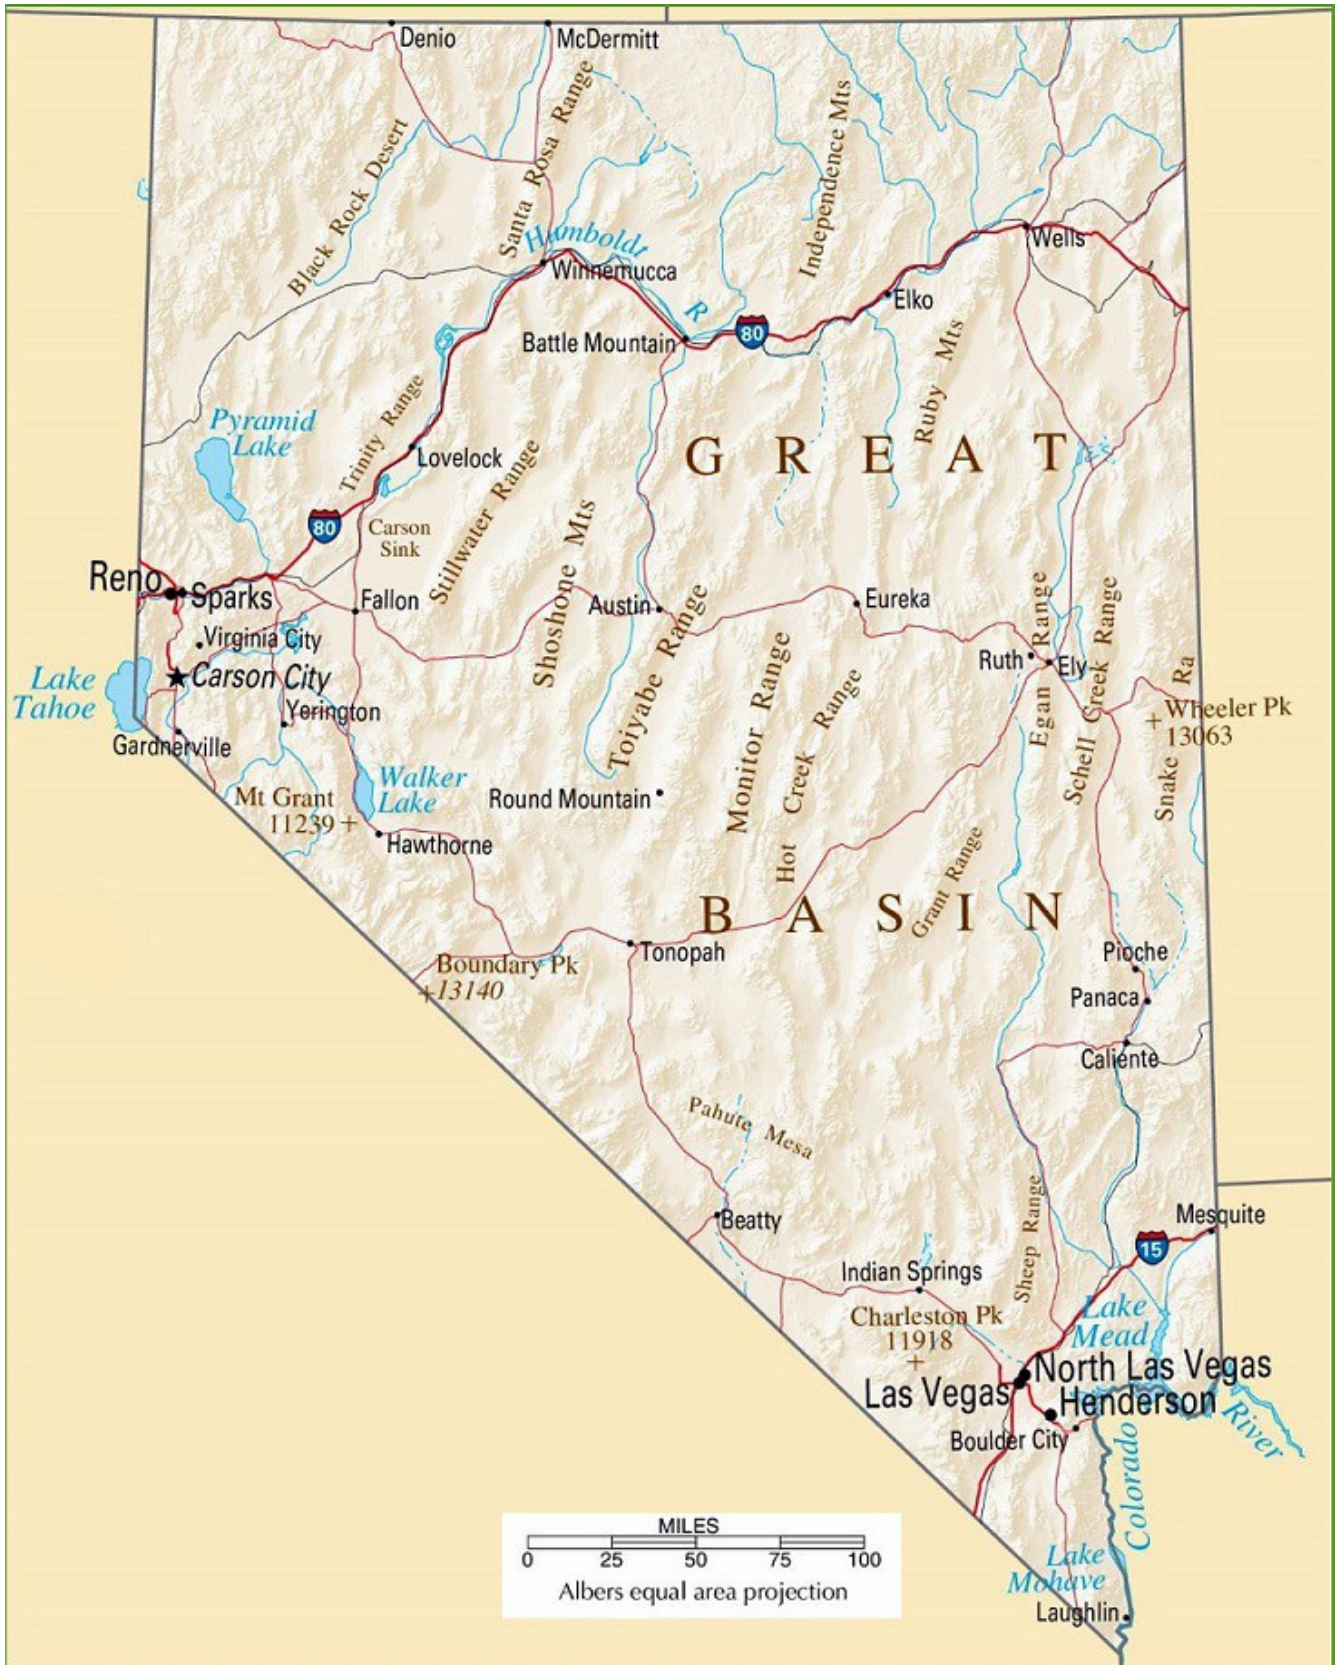 Denio
McDermitt
Black Rock Desert
Santa Rosa Range
Independence Mts
Humboldt
R
Winnemucca
Wells
Elko
80
Battle Mountain
Ruby Mts
Pyramid
Lake
Trinity Range
Lovelock
Stillwater Range
GREAT
80
Carson
Sink
Shoshone Mts
Reno
Sparks
Fallon
Austin
Eureka
Virginia City
Toiyabe Range
Monitor Range
Hot Creek Range
Ruth
Ely
Egan Range
Schell Creek Range
Snake Ra
Lake
Tahoe
Carson City
Yerington
Gardnerville
Wheeler Pk
13063
Walker
Lake
Mt Grant
11239
Round Mountain
Hawthorne
Grant Range
BASIN
Tonopah
Boundary Pk
13140
Pioche
Panaca
Caliente
Pahute Mesa
Beatty
Sheep Range
Mesquite
15
Indian Springs
Charleston Pk
11918
Lake
Mead
North Las Vegas
Las Vegas
Henderson
Boulder City
Colorado
River
Lake
Mohave
Laughlin
MILES
0 25 50 75 100
Albers equal area projection